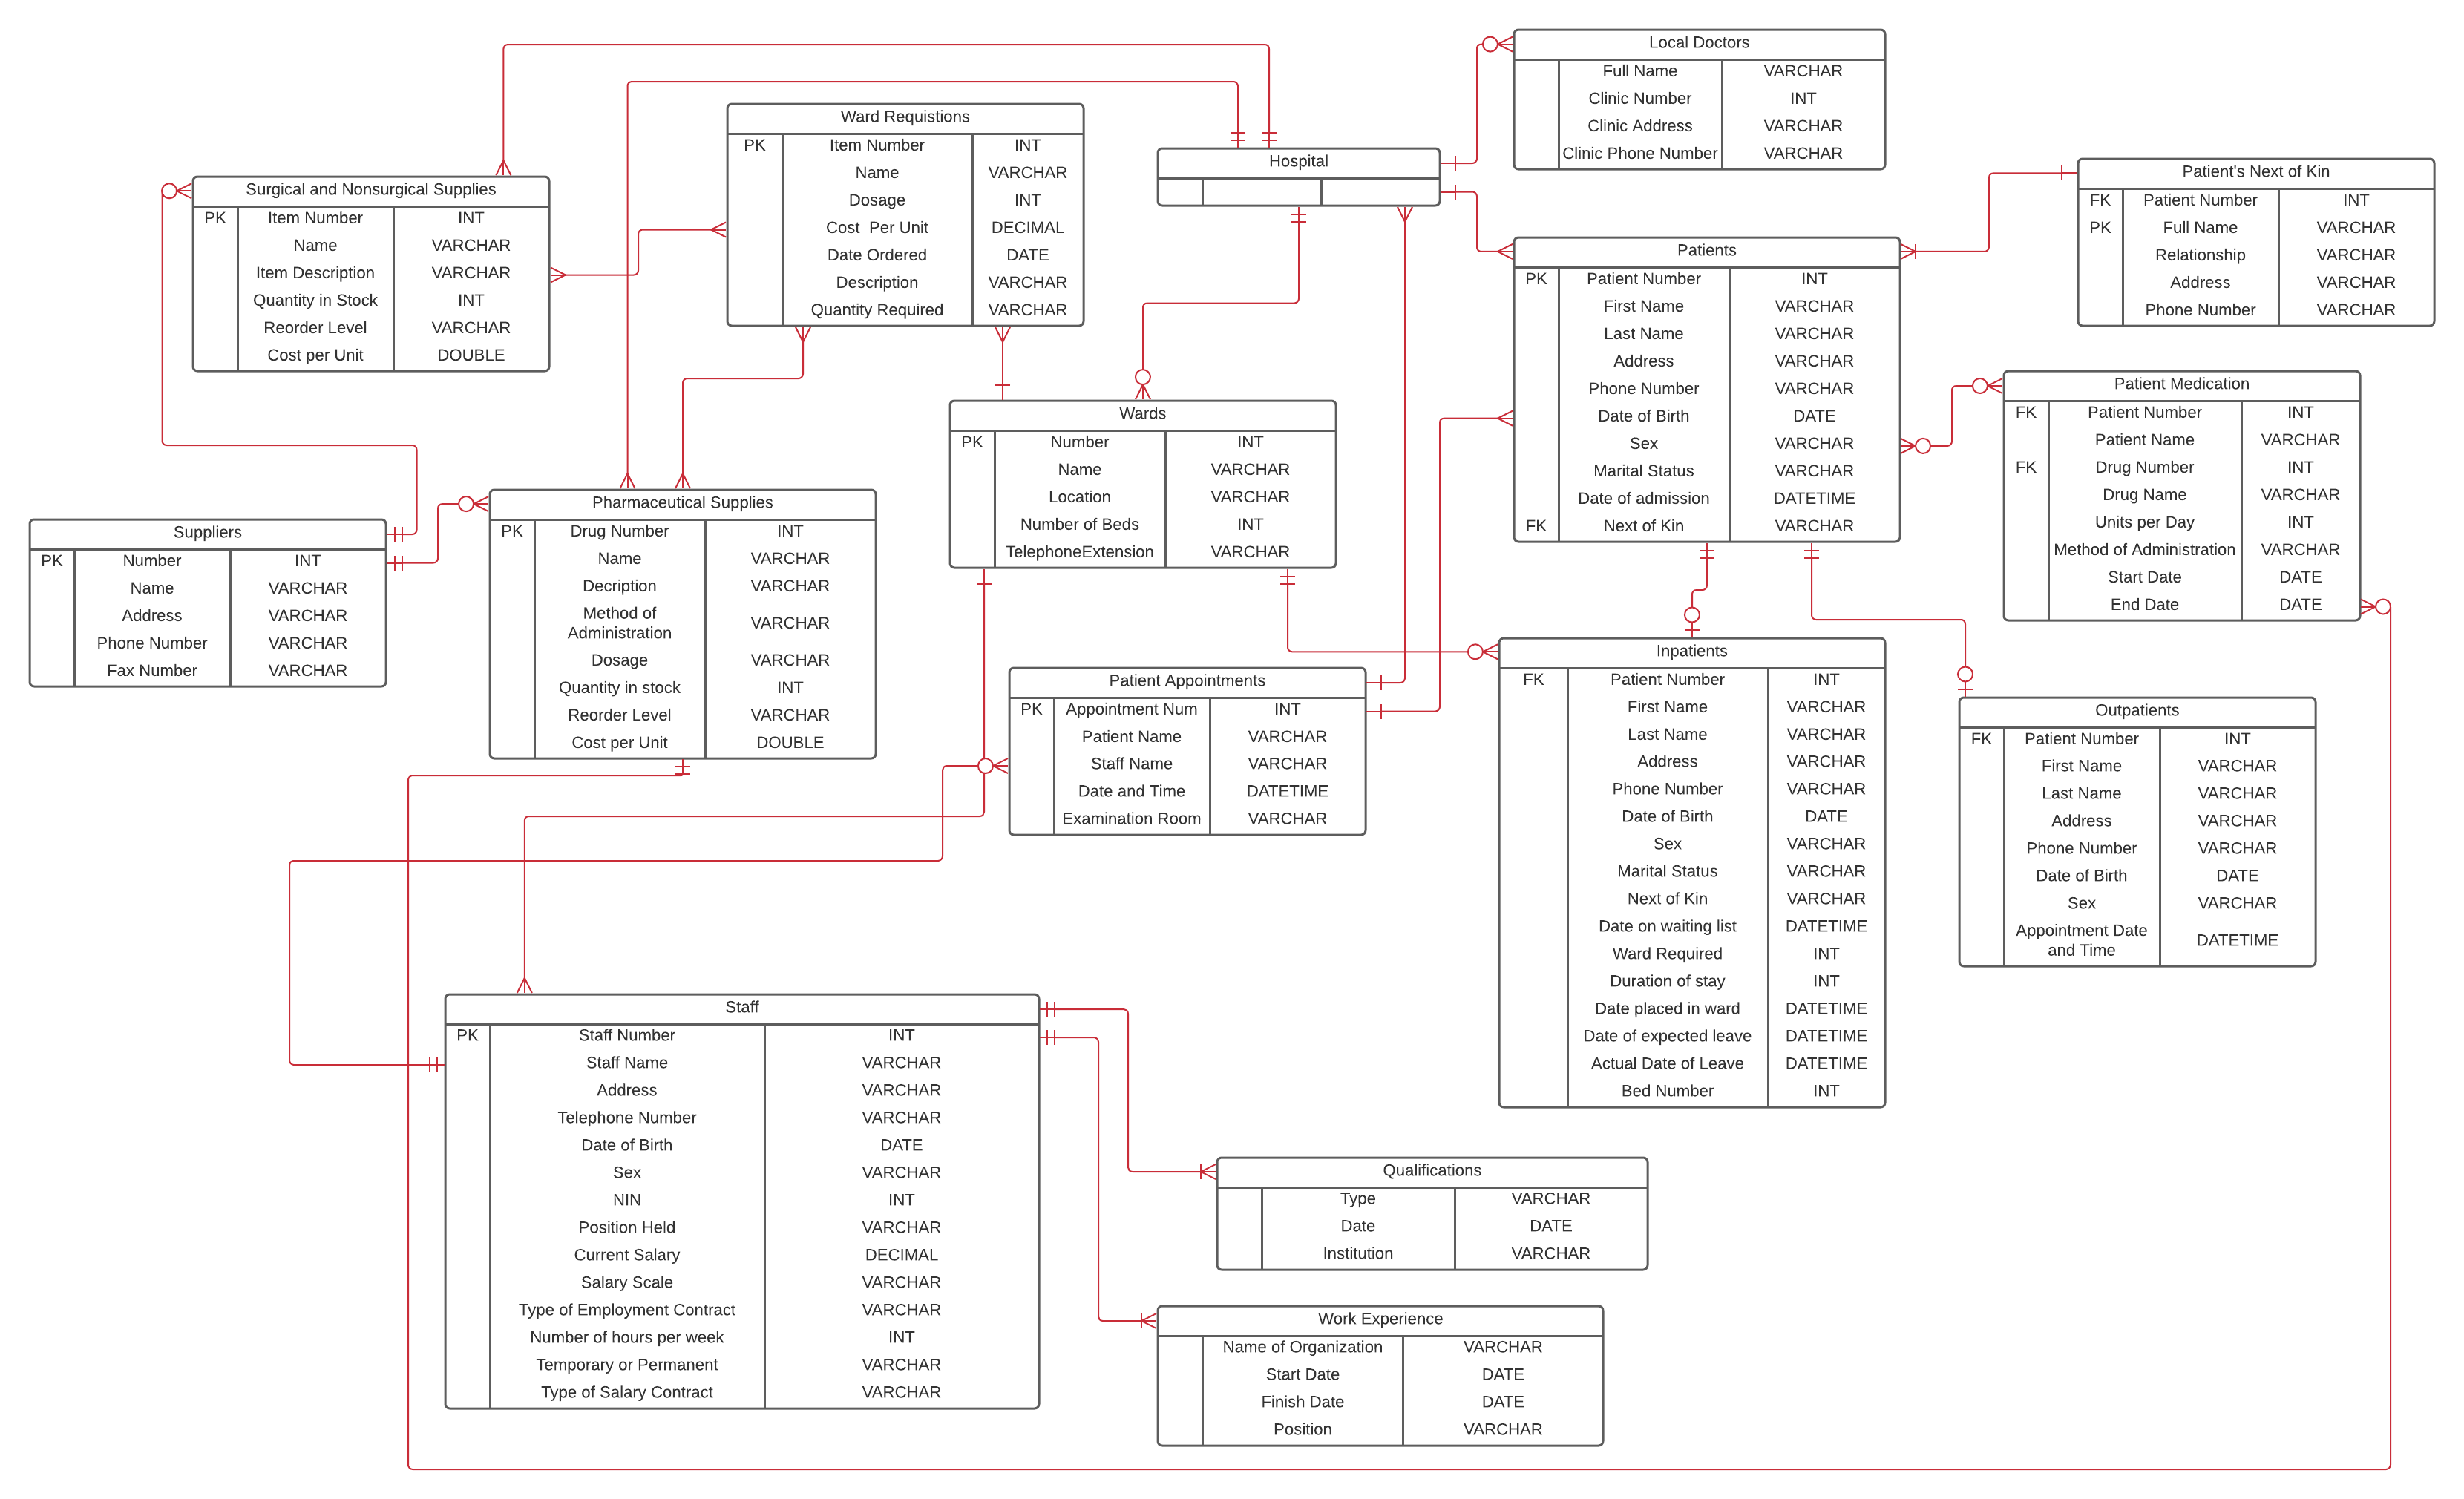 Local Doctors
Full Name VARCHAR
Clinic Number INT
Clinic Address VARCHAR
Clinic Phone Number VARCHAR
Ward Requistions
PK Item Number INT
Name VARCHAR
Dosage INT
Cost Per Unit DECIMAL
Date Ordered DATE
Description VARCHAR
Quantity Required VARCHAR
Hospital
Patient's Next of Kin
FK Patient Number INT
PK Full Name VARCHAR
Relationship VARCHAR
Address VARCHAR
Phone Number VARCHAR
Surgical and Nonsurgical Supplies
PK Item Number INT
Name VARCHAR
Item Description VARCHAR
Quantity in Stock INT
Reorder Level VARCHAR
Cost per Unit DOUBLE
Patients
PK Patient Number INT
First Name VARCHAR
Last Name VARCHAR
Address VARCHAR
Phone Number VARCHAR
Date of Birth DATE
Sex VARCHAR
Marital Status VARCHAR
Date of admission DATETIME
FK Next of Kin VARCHAR
Patient Medication
FK Patient Number INT
Patient Name VARCHAR
FK Drug Number INT
Drug Name VARCHAR
Units per Day INT
Method of Administration VARCHAR
Start Date DATE
End Date DATE
Wards
PK Number INT
Name VARCHAR
Location VARCHAR
Number of Beds INT
TelephoneExtension VARCHAR
Pharmaceutical Supplies
PK Drug Number INT
Name VARCHAR
Decription VARCHAR
Method of
Administration VARCHAR
Dosage VARCHAR
Quantity in stock INT
Reorder Level VARCHAR
Cost per Unit DOUBLE
Suppliers
PK Number INT
Name VARCHAR
Address VARCHAR
Phone Number VARCHAR
Fax Number VARCHAR
Patient Appointments
PK Appointment Num INT
Patient Name VARCHAR
Staff Name VARCHAR
Date and Time DATETIME
Examination Room VARCHAR
Inpatients
FK Patient Number INT
First Name VARCHAR
Last Name VARCHAR
Address VARCHAR
Phone Number VARCHAR
Date of Birth DATE
Sex VARCHAR
Marital Status VARCHAR
Next of Kin VARCHAR
Date on waiting list DATETIME
Ward Required INT
Duration of stay INT
Date placed in ward DATETIME
Date of expected leave DATETIME
Actual Date of Leave DATETIME
Bed Number INT
Outpatients
FK Patient Number INT
First Name VARCHAR
Last Name VARCHAR
Address VARCHAR
Phone Number VARCHAR
Date of Birth DATE
Sex VARCHAR
Appointment Date
and Time DATETIME
Staff
PK Staff Number INT
Staff Name VARCHAR
Address VARCHAR
Telephone Number VARCHAR
Date of Birth DATE
Sex VARCHAR
NIN INT
Position Held VARCHAR
Current Salary DECIMAL
Salary Scale VARCHAR
Type of Employment Contract VARCHAR
Number of hours per week INT
Temporary or Permanent VARCHAR
Type of Salary Contract VARCHAR
Qualifications
Type VARCHAR
Date DATE
Institution VARCHAR
Work Experience
Name of Organization VARCHAR
Start Date DATE
Finish Date DATE
Position VARCHAR